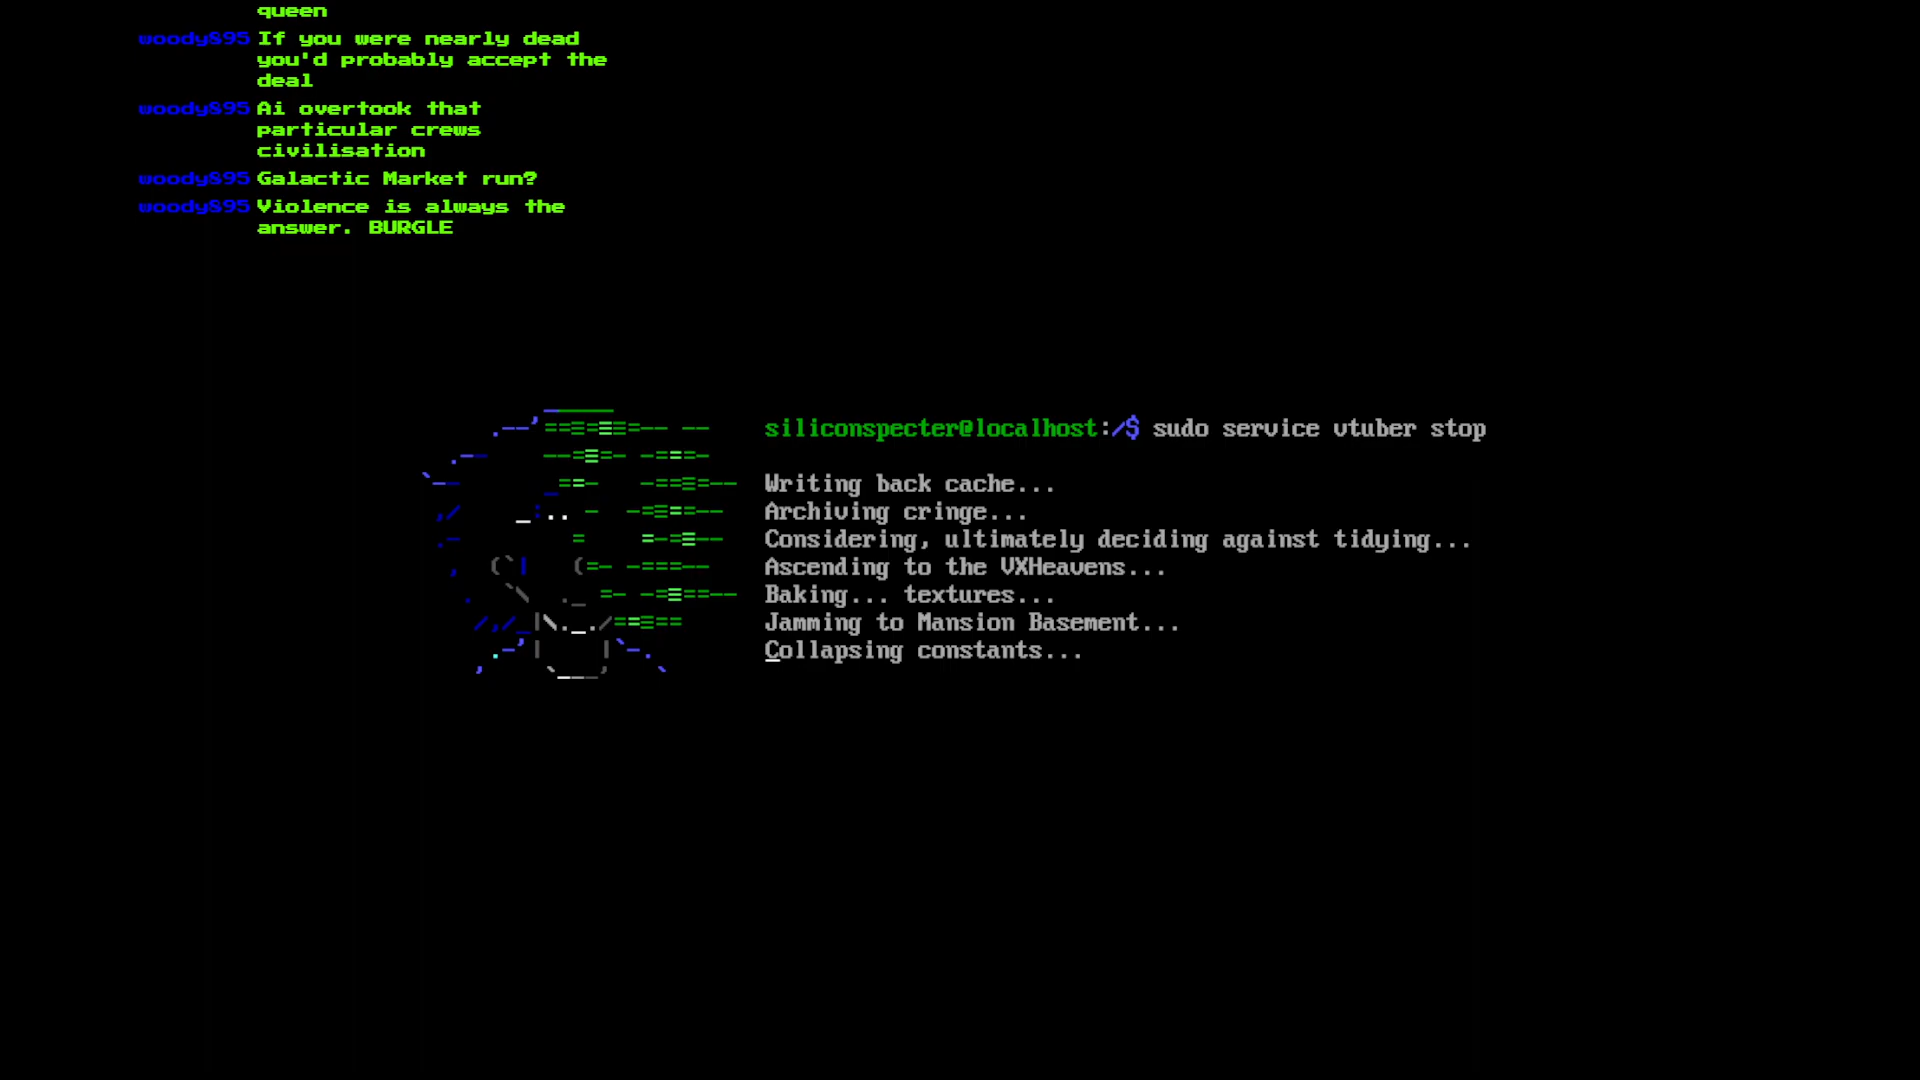 queen
woody895 If you were nearly dead
you'd probably accept the
deal
woody895 Ai overtook that
particular crews
civilisation
woody895 Galactic Market run?
woody895 Violence is always the
answer. BURGLE
siliconspecter@localhost:/$ sudo service vtuber stop
Writing back cache...
Archiving cringe...
Considering, ultimately deciding against tidying...
Ascending to the VXHeavens...
Baking... textures...
Jamming to Mansion Basement...
Collapsing constants...